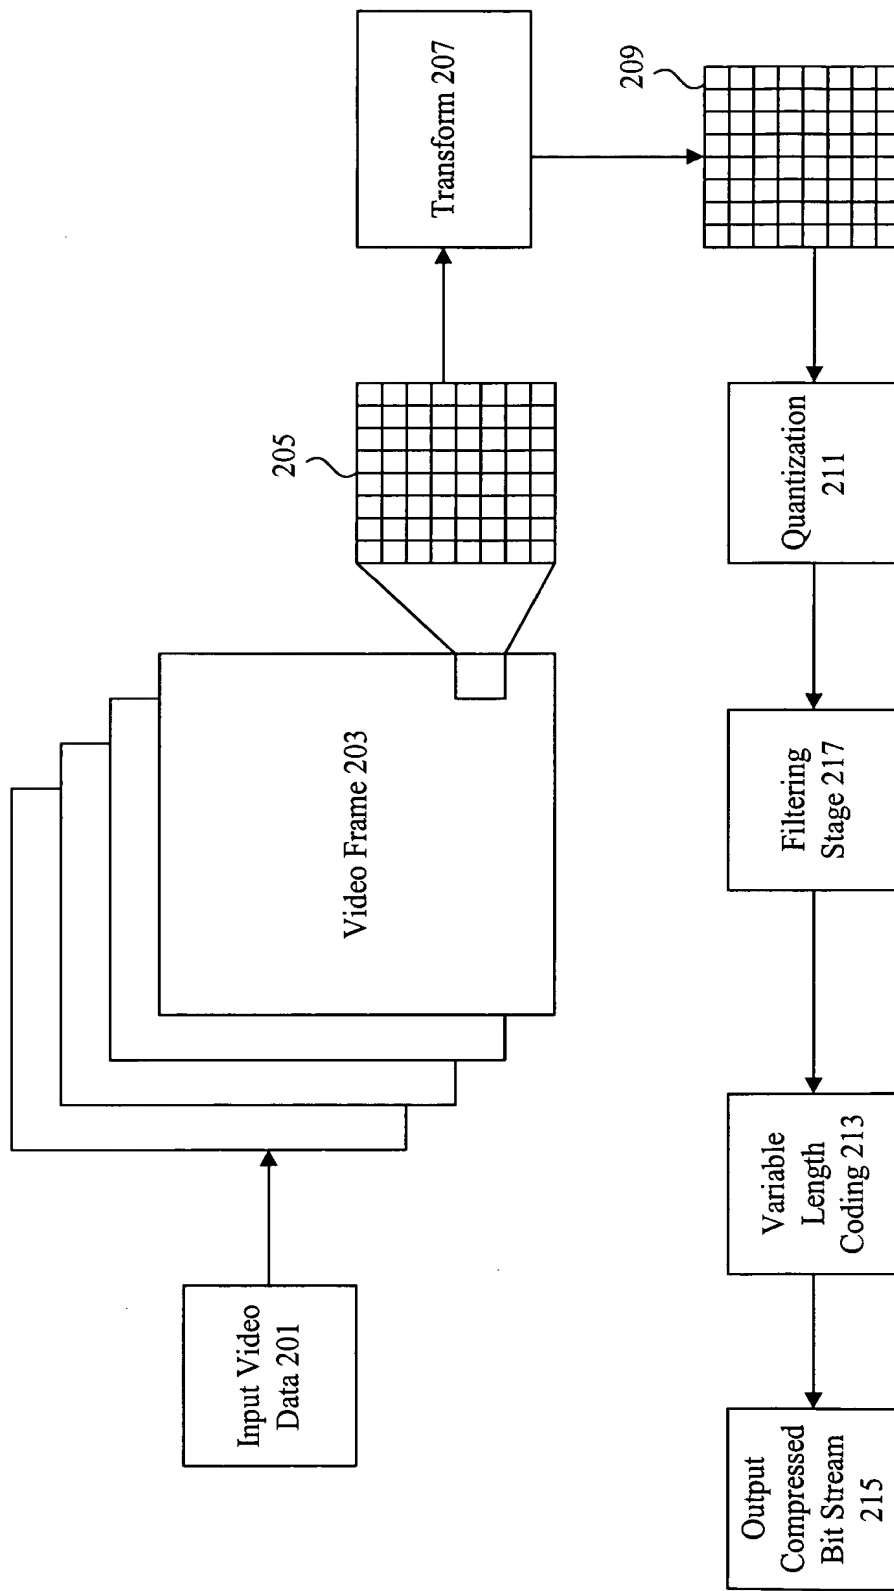 Input Video
Data 201
Video Frame 203
205
Transform 207
209
Quantization
211
Filtering
Stage 217
Variable
Length
Coding 213
Output
Compressed
Bit Stream
215